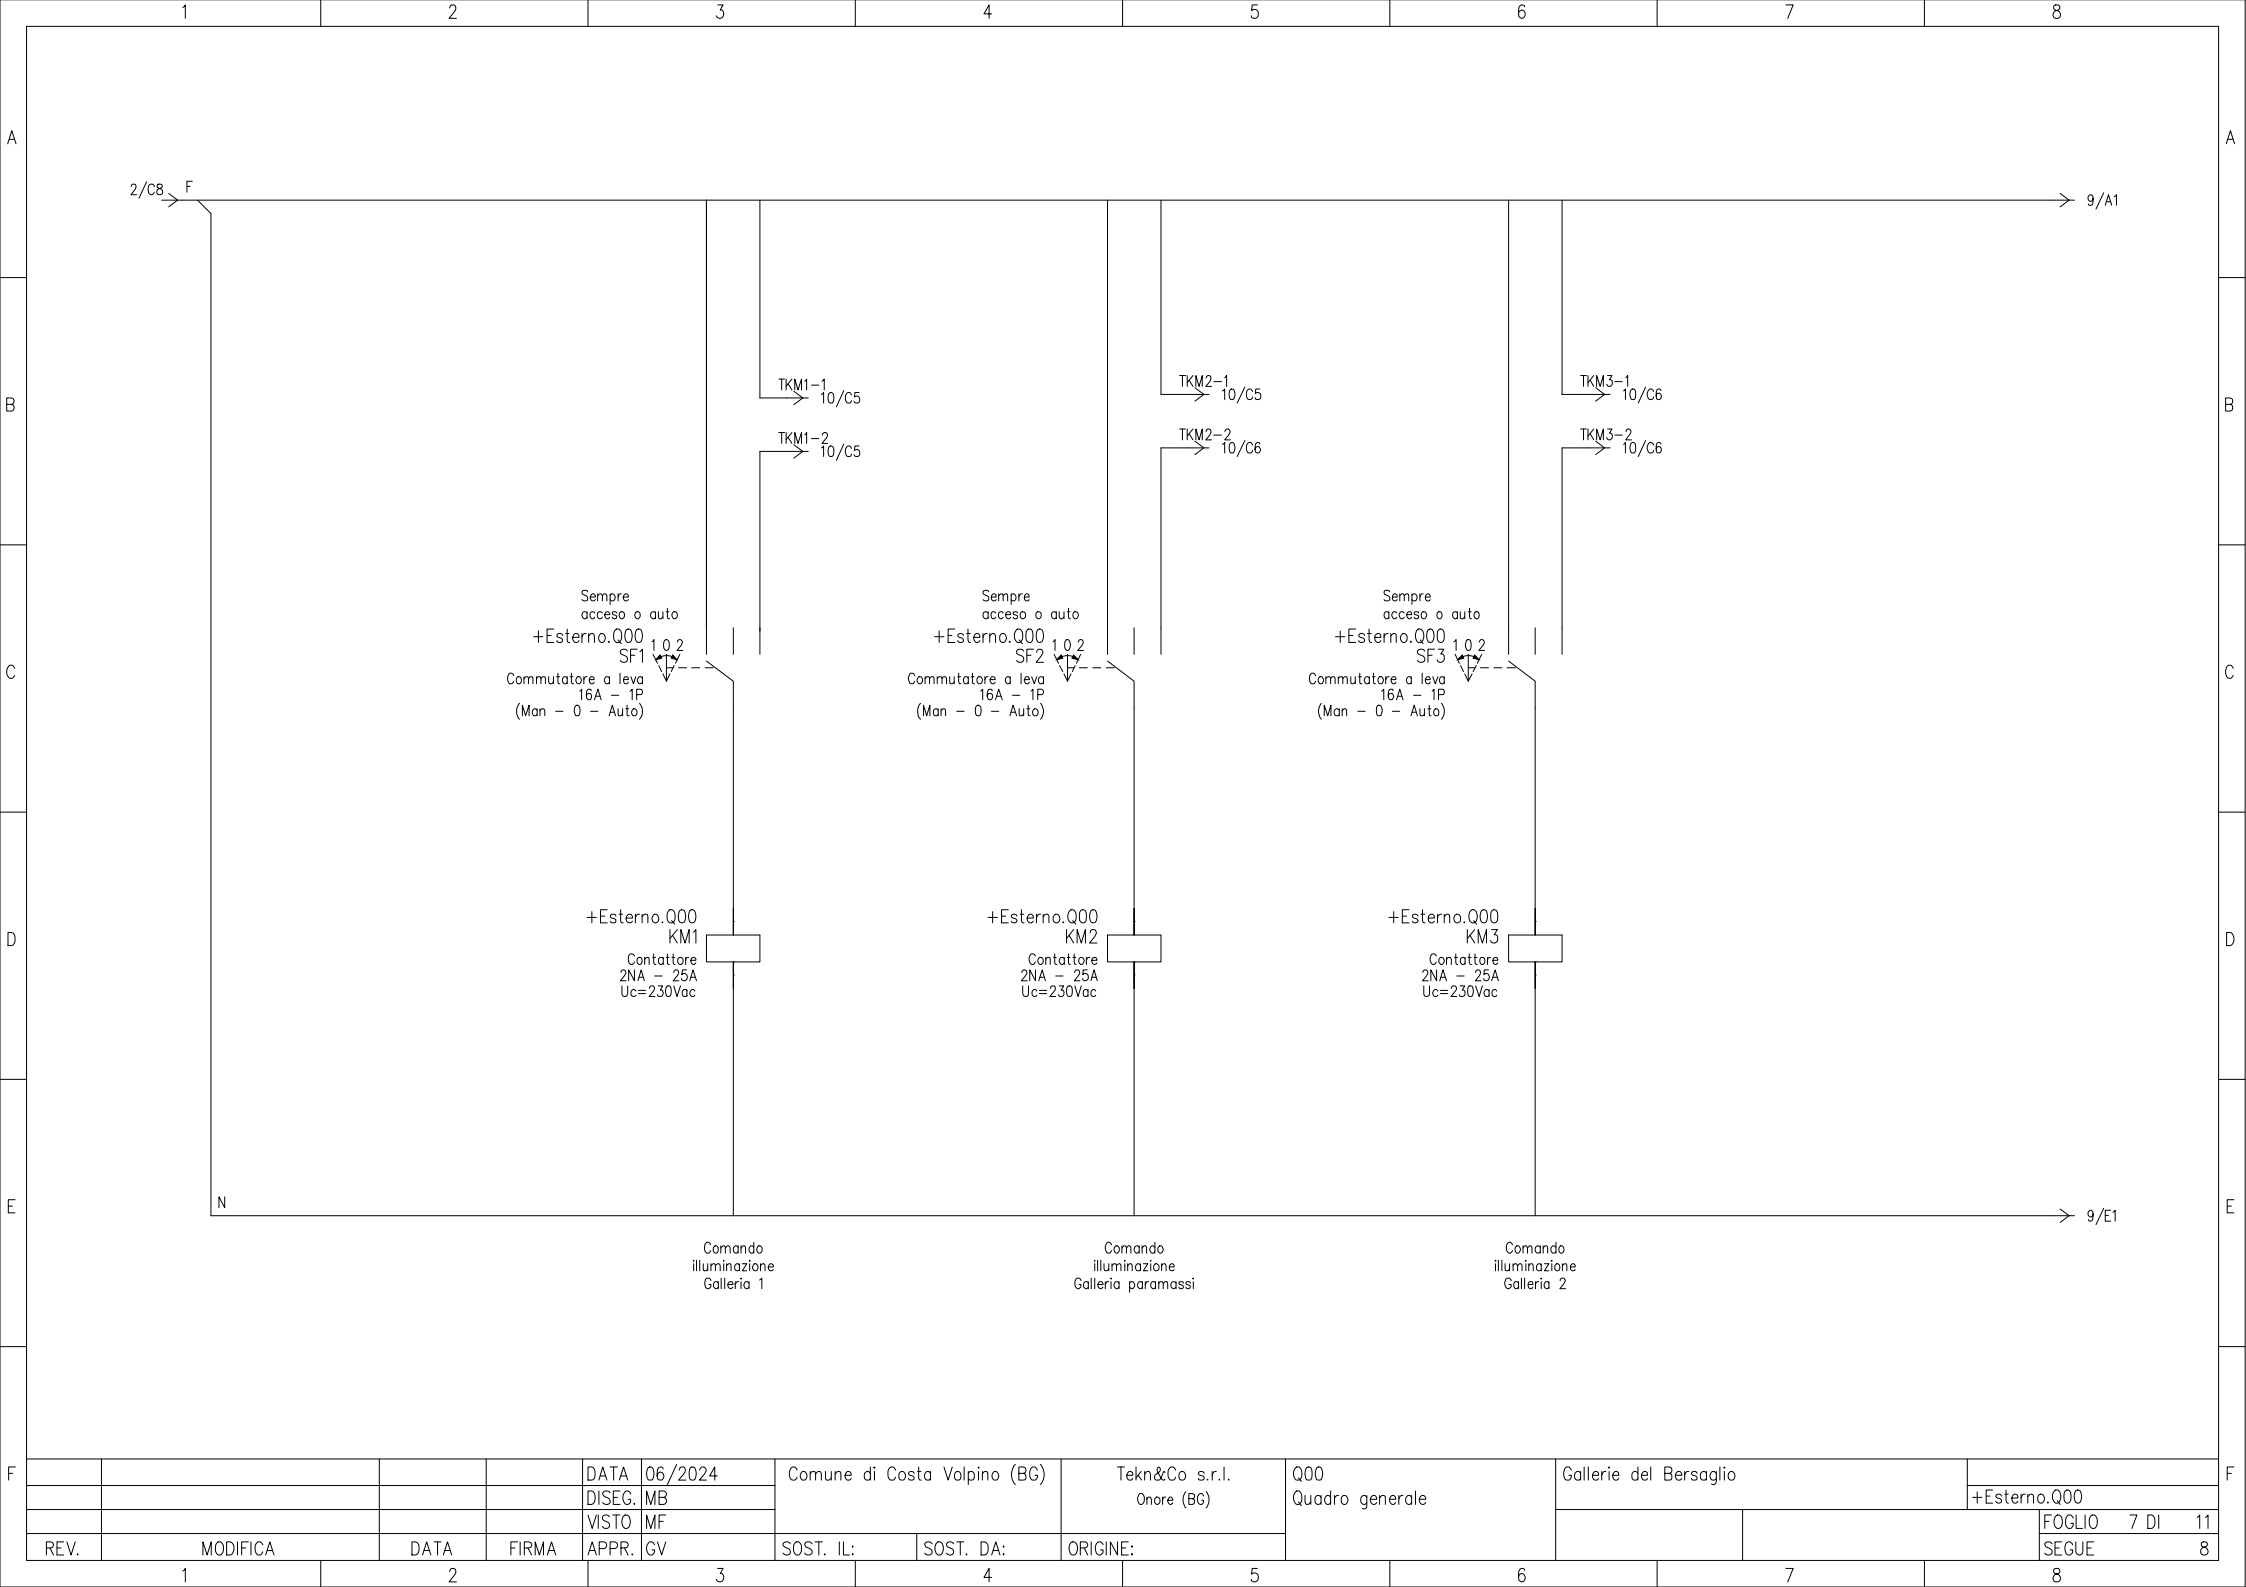 1 2 3 4 5 6 7 8
A A
2/C8 F 9/A1
TKM1-1
10/C5
TKM1-2
10/C5
TKM2-1
10/C5
TKM2-2
10/C6
TKM3-1
10/C6
TKM3-2
10/C6
B B
Sempre
acceso o auto
+Esterno.Q00
SF1
1 0 2
Commutatore a leva
16A - 1P
(Man - 0 - Auto)
Sempre
acceso o auto
+Esterno.Q00
SF2
1 0 2
Commutatore a leva
16A - 1P
(Man - 0 - Auto)
Sempre
acceso o auto
+Esterno.Q00
SF3
1 0 2
Commutatore a leva
16A - 1P
(Man - 0 - Auto)
C C
+Esterno.Q00
KM1
Contattore
2NA - 25A
Uc=230Vac
+Esterno.Q00
KM2
Contattore
2NA - 25A
Uc=230Vac
+Esterno.Q00
KM3
Contattore
2NA - 25A
Uc=230Vac
D D
N 9/E1
E E
Comando
illuminazione
Galleria 1
Comando
illuminazione
Galleria paramassi
Comando
illuminazione
Galleria 2
F F
DATA 06/2024
DISEG. MB
VISTO MF
REV. MODIFICA DATA FIRMA APPR. GV
Comune di Costa Volpino (BG)
SOST. IL: SOST. DA:
Tekn&Co s.r.l.
Onore (BG)
ORIGINE:
Q00
Quadro generale
Gallerie del Bersaglio
+Esterno.Q00
FOGLIO 7 DI 11
SEGUE 8
1 2 3 4 5 6 7 8